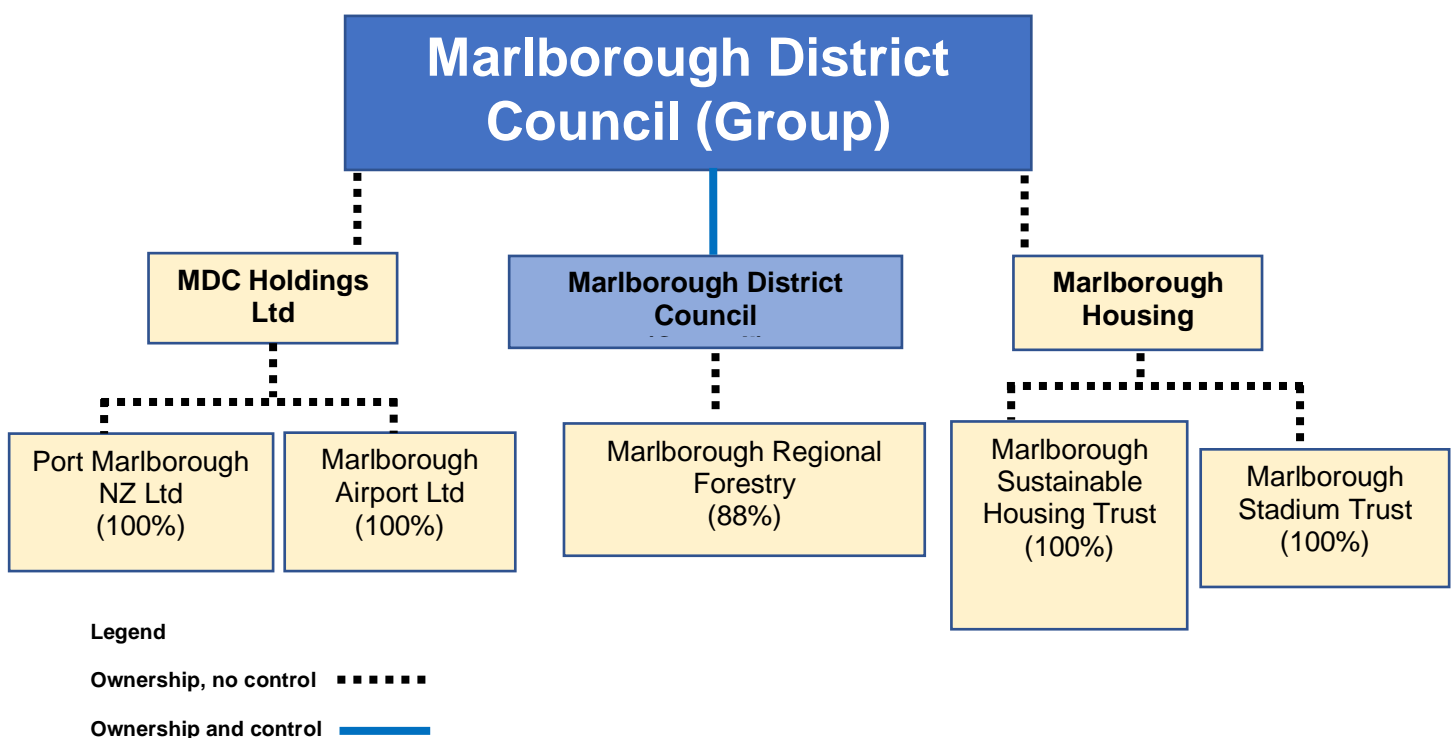 Marlborough District
Council (Group)
MDC Holdings
Ltd
Marlborough District
Council
Marlborough
Housing
Port Marlborough
NZ Ltd
(100%)
Marlborough
Airport Ltd
(100%)
Marlborough Regional
Forestry
(88%)
Marlborough
Sustainable
Housing Trust
(100%)
Marlborough
Stadium Trust
(100%)
Legend
Ownership, no control
Ownership and control